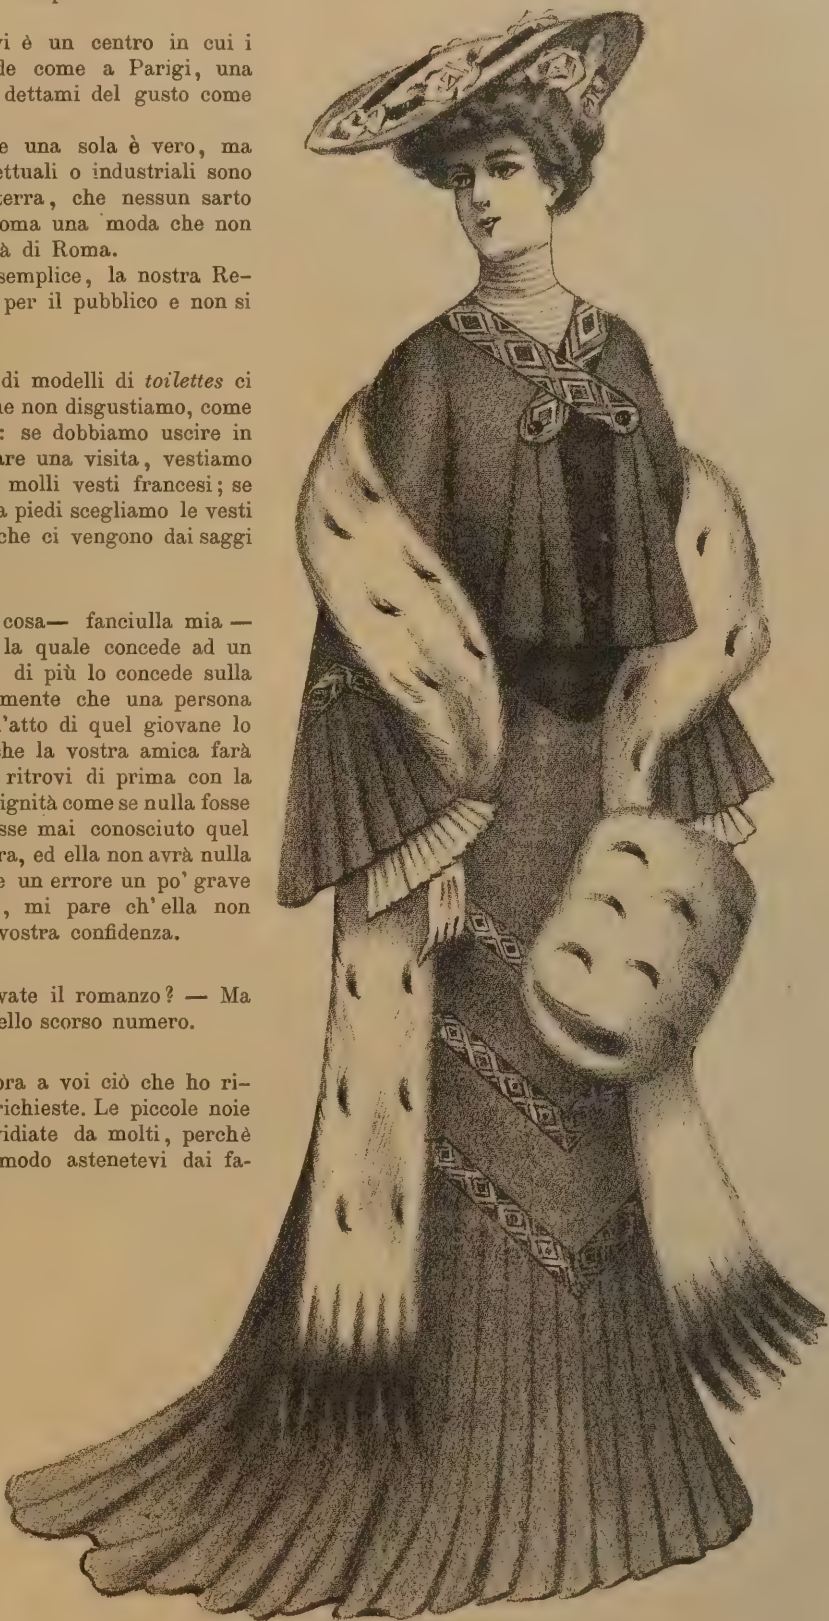 vi è un centro in cui i
de come a Parigi, una
dettami del gusto come
e una sola è vero, ma
ettuali o industriali sono
terra, che nessun sarto
oma una moda che non
à di Roma.
semplice, la nostra Re-
per il pubblico e non si
di modelli di toilettes ci
ne non disgustiamo, come
: se dobbiamo uscire in
are una visita, vestiamo
molli vesti francesi; se
a piedi scegliamo le vesti
che ci vengono dai saggi
cosa— fanciulla mia —
la quale concede ad un
di più lo concede sulla
mente che una persona
l'atto di quel giovane lo
che la vostra amica farà
ritrovi di prima con la
ignità come se nulla fosse
sse mai conosciuto quel
ra, ed ella non avrà nulla
e un errore un po' grave
, mi pare ch'ella non
vostra confidenza.
vate il romanzo? — Ma
ello scorso numero.
ora a voi ciò che ho ri-
richieste. Le piccole noie
vidiate da molti, perchè
modo astenetevi dai fa-